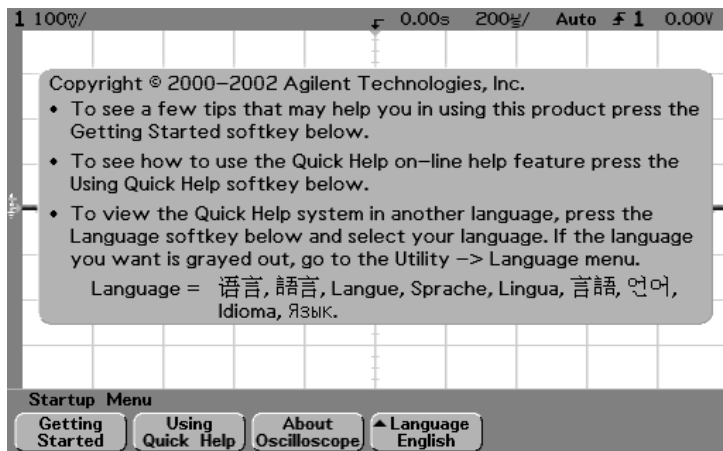 1 100㎷/ 0.00s 200㎲/ Auto 1 0.00V
Copyright © 2000–2002 Agilent Technologies, Inc.
• To see a few tips that may help you in using this product press the
Getting Started softkey below.
• To see how to use the Quick Help on–line help feature press the
Using Quick Help softkey below.
• To view the Quick Help system in another language, press the
Language softkey below and select your language. If the language
you want is grayed out, go to the Utility –> Language menu.
Language = 语言, 語言, Langue, Sprache, Lingua, 言語, 언어,
Idioma, Язык.
Startup Menu
Getting Started
Using Quick Help
About Oscilloscope
Language English